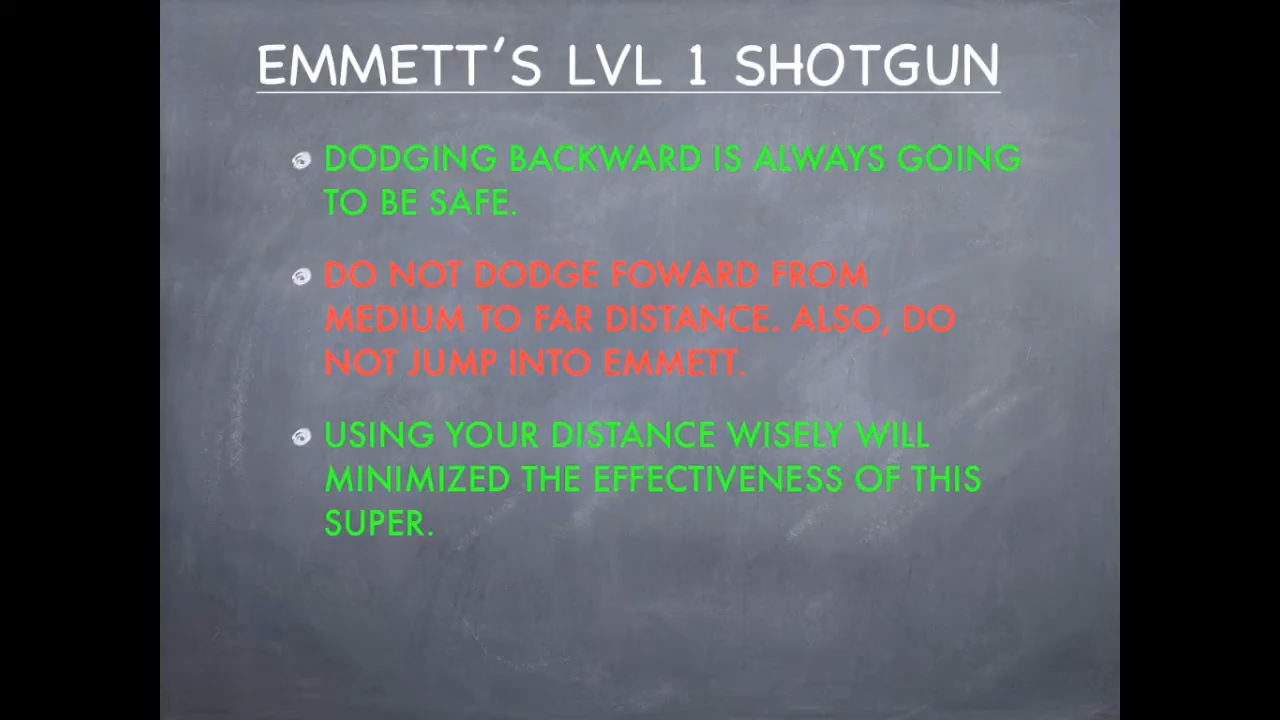 EMMETT'S LVL 1 SHOTGUN
DODGING BACKWARD IS ALWAYS GOING
TO BE SAFE.
DO NOT DODGE FOWARD FROM
MEDIUM TO FAR DISTANCE. ALSO, DO
NOT JUMP INTO EMMETT.
USING YOUR DISTANCE WISELY WILL
MINIMIZED THE EFFECTIVENESS OF THIS
SUPER.